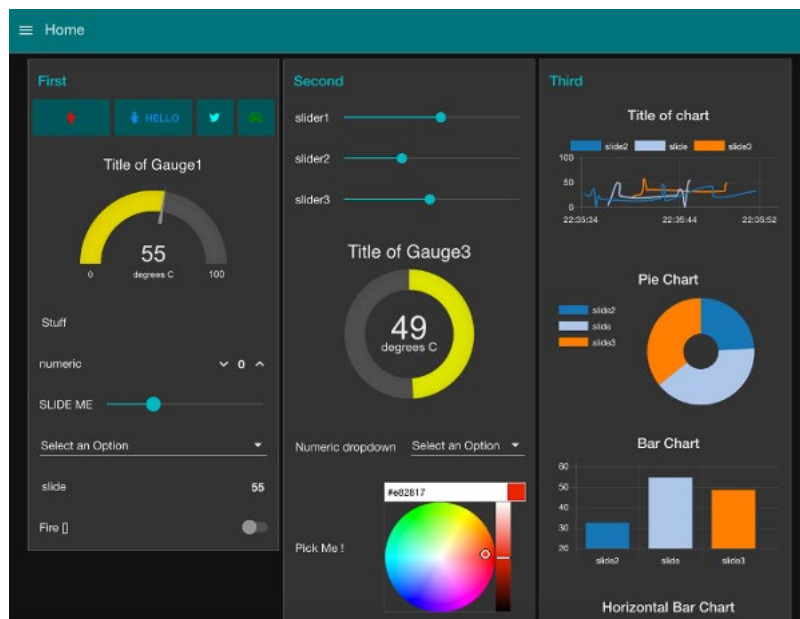 Home
First
HELLO
Title of Gauge1
55
degrees C
0
100
Stuff
numeric
0
SLIDE ME
Select an Option
slide
55
Fire []
Second
slider1
slider2
slider3
Title of Gauge3
49
degrees C
Numeric dropdown Select an Option
#e82817
Pick Me !
Third
Title of chart
slide2 slide slide3
100
50
0
22:35:34 22:35:44 22:35:52
Pie Chart
slide2
slide
slide3
Bar Chart
60
50
40
30
20
slide2 slide slide3
Horizontal Bar Chart